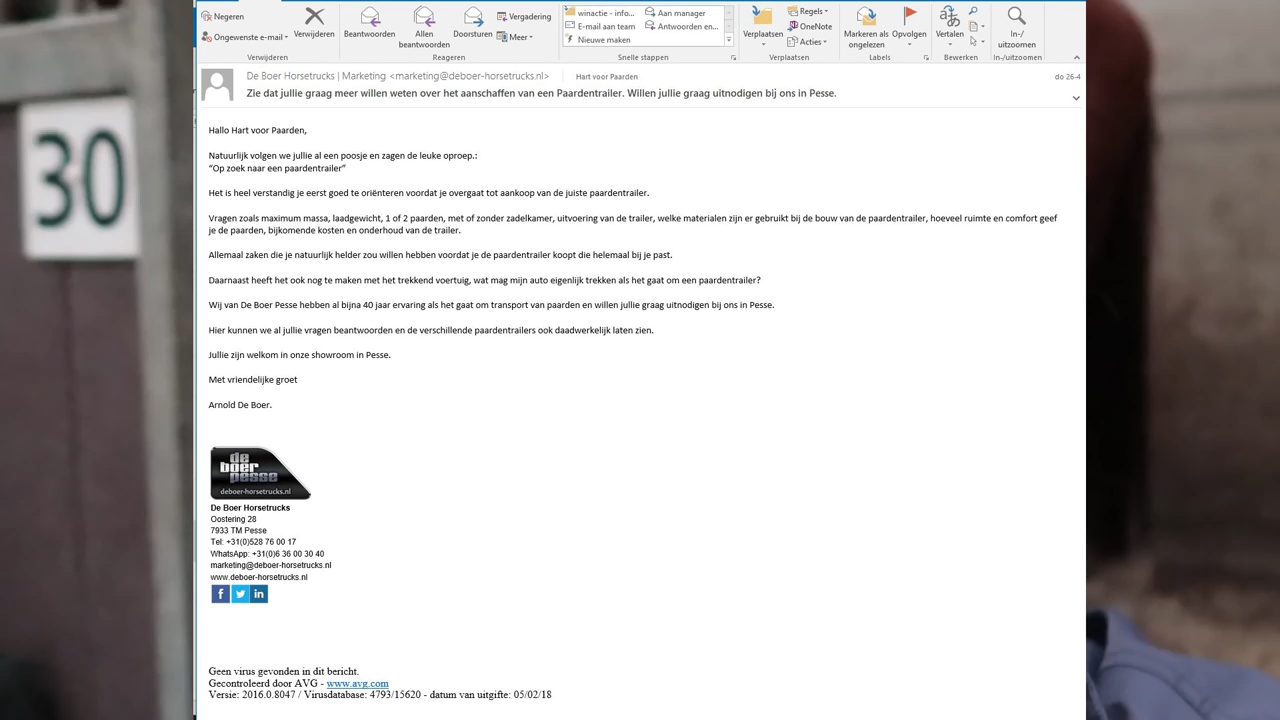 30
Negeren
Ongewenste e-mail
Verwijderen
Verwijderen
Beantwoorden
Allen beantwoorden
Doorsturen
Vergadering
Meer
Reageren
winactie - info...
E-mail aan team
Nieuwe maken
Aan manager
Antwoorden en...
Snelle stappen
Verplaatsen
Regels
OneNote
Acties
Verplaatsen
Markeren als ongelezen
Opvolgen
Labels
Vertalen
Bewerken
In-/ uitzoomen
In-/uitzoomen
De Boer Horsetrucks | Marketing <marketing@deboer-horsetrucks.nl>
Hart voor Paarden
do 26-4
Zie dat jullie graag meer willen weten over het aanschaffen van een Paardentrailer. Willen jullie graag uitnodigen bij ons in Pesse.
Hallo Hart voor Paarden,
Natuurlijk volgen we jullie al een poosje en zagen de leuke oproep.:
“Op zoek naar een paardentrailer”
Het is heel verstandig je eerst goed te oriënteren voordat je overgaat tot aankoop van de juiste paardentrailer.
Vragen zoals maximum massa, laadgewicht, 1 of 2 paarden, met of zonder zadelkamer, uitvoering van de trailer, welke materialen zijn er gebruikt bij de bouw van de paardentrailer, hoeveel ruimte en comfort geef
je de paarden, bijkomende kosten en onderhoud van de trailer.
Allemaal zaken die je natuurlijk helder zou willen hebben voordat je de paardentrailer koopt die helemaal bij je past.
Daarnaast heeft het ook nog te maken met het trekkend voertuig, wat mag mijn auto eigenlijk trekken als het gaat om een paardentrailer?
Wij van De Boer Pesse hebben al bijna 40 jaar ervaring als het gaat om transport van paarden en willen jullie graag uitnodigen bij ons in Pesse.
Hier kunnen we al jullie vragen beantwoorden en de verschillende paardentrailers ook daadwerkelijk laten zien.
Jullie zijn welkom in onze showroom in Pesse.
Met vriendelijke groet
Arnold De Boer.
de
boer
pesse
deboer-horsetrucks.nl
De Boer Horsetrucks
Oostering 28
7933 TM Pesse
Tel: +31(0)528 76 00 17
WhatsApp: +31(0)6 36 00 30 40
marketing@deboer-horsetrucks.nl
www.deboer-horsetrucks.nl
Geen virus gevonden in dit bericht.
Gecontroleerd door AVG - www.avg.com
Versie: 2016.0.8047 / Virusdatabase: 4793/15620 - datum van uitgifte: 05/02/18